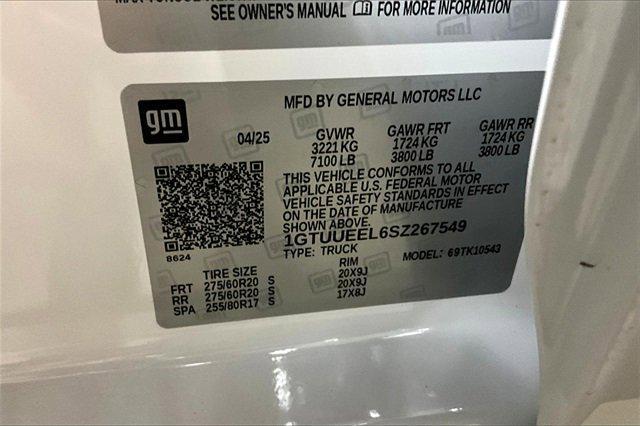 SEE OWNER'S MANUAL FOR MORE INFORMATION
gm
MFD BY GENERAL MOTORS LLC
04/25 GVWR GAWR FRT GAWR RR
3221 KG 1724 KG 1724 KG
7100 LB 3800 LB 3800 LB
THIS VEHICLE CONFORMS TO ALL
APPLICABLE U.S. FEDERAL MOTOR
VEHICLE SAFETY STANDARDS IN EFFECT
ON THE DATE OF MANUFACTURE
SHOWN ABOVE.
1GTUUEEL6SZ267549
8624
TYPE: TRUCK MODEL: 69TK10543
TIRE SIZE RIM
FRT 275/60R20 S 20X9J
RR 275/60R20 S 20X9J
SPA 255/80R17 S 17X8J